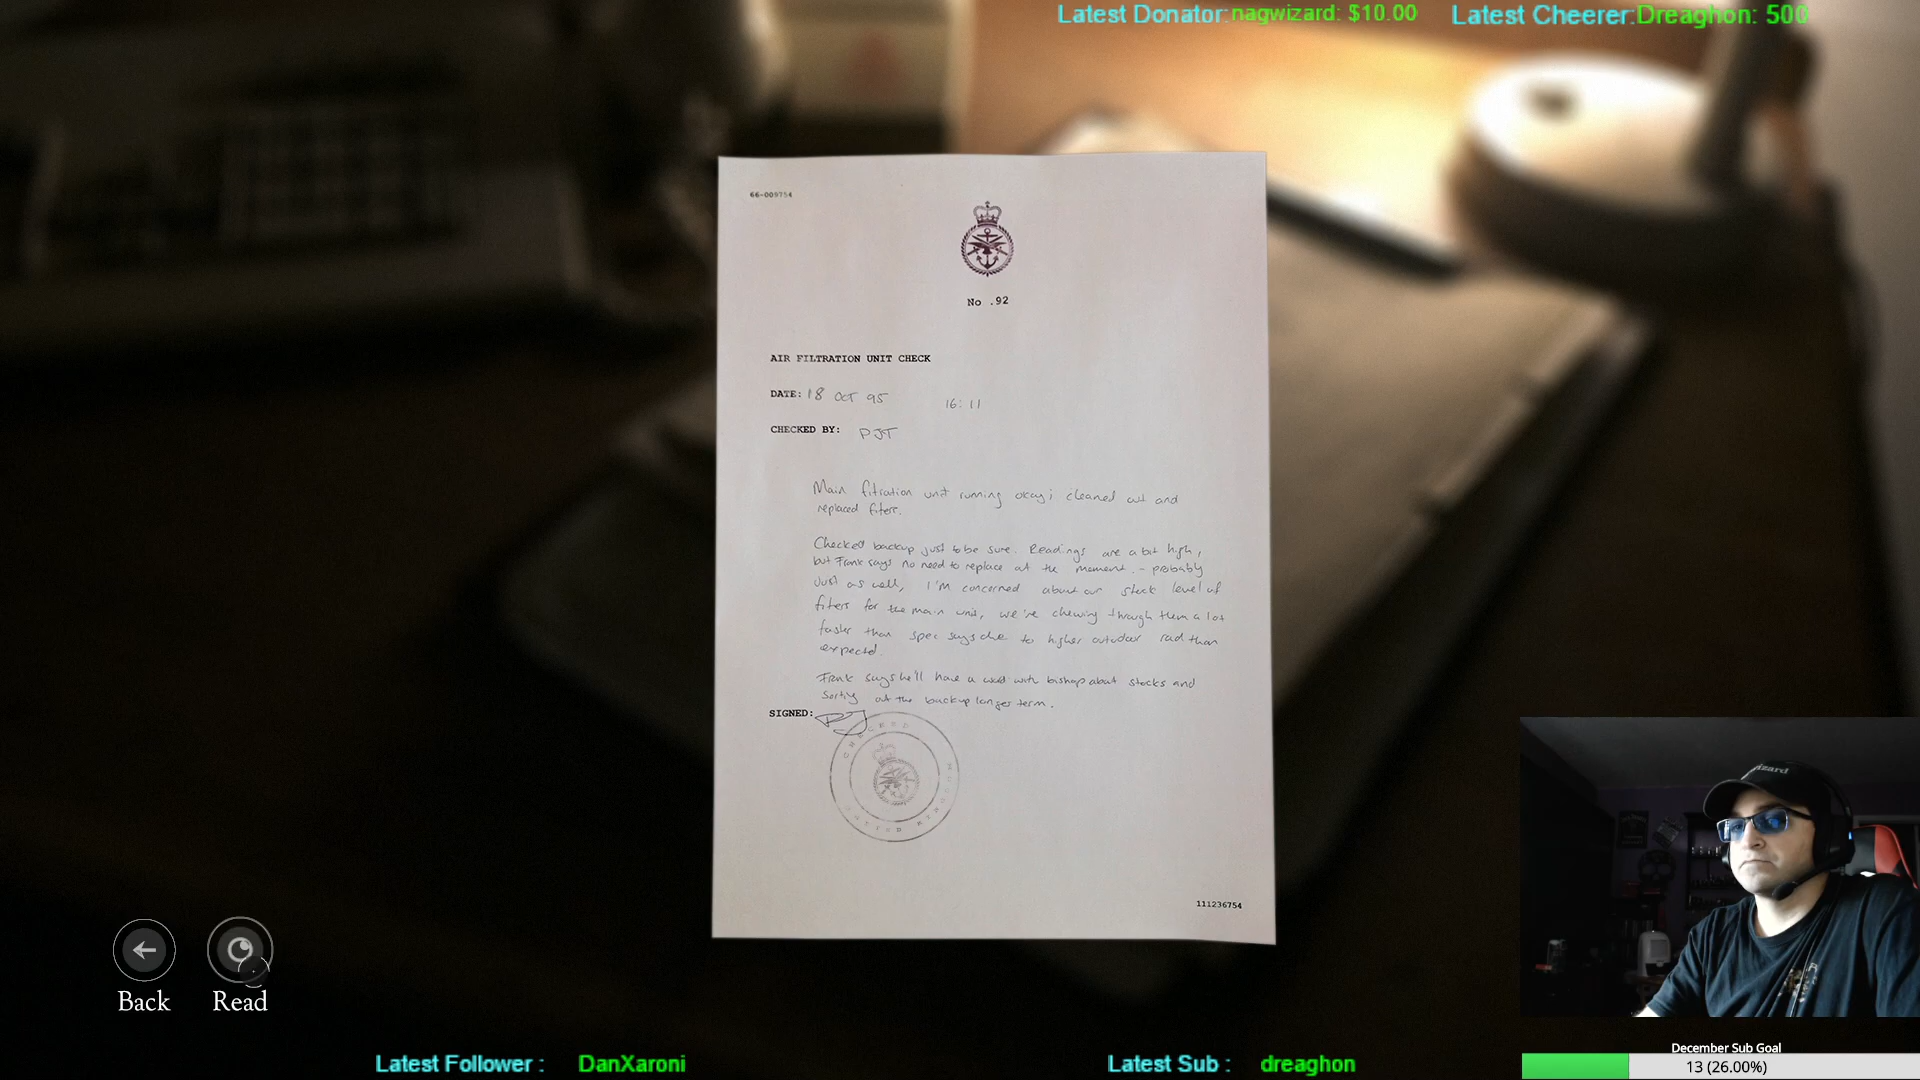 Latest Donator:nagwizard: $10.00 Latest Cheerer:Dreaghon: 500
66-009754
No .92
AIR FILTRATION UNIT CHECK
DATE: 18 OCT 95 16:11
CHECKED BY: PJT
Main fitration unit running okay; cleaned out and
replaced filters.
Checked backup just to be sure. Readings are a bit high,
but Frank says no need to replace at the moment. - probably
just as well, I'm concerned about our stock level of
filters for the main unit, we're chewing through them a lot
faster than spec says due to higher outdoor rad than
expected.
Frank says he'll have a word with bishop about stocks and
sorting out the backup longer term.
SIGNED: PJ
CHECKED
111236754
wizard
Back Read
Latest Follower : DanXaroni
Latest Sub : dreaghon
December Sub Goal
13 (26.00%)